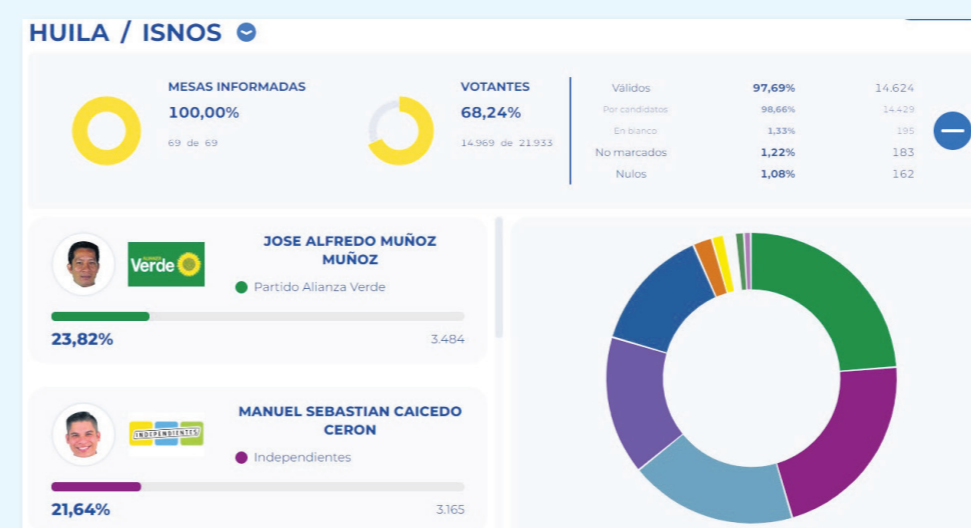 HUILA / ISNOS
MESAS INFORMADAS
100,00%
69 de 69
VOTANTES
68,24%
14.969 de 21.933
Válidos 97,69% 14.624
Por candidatos 98,66% 14.429
En blanco 1,33% 195
No marcados 1,22% 183
Nulos 1,08% 162
ALIANZA
Verde
JOSE ALFREDO MUÑOZ
MUÑOZ
Partido Alianza Verde
23,82% 3.484
INDEPENDIENTES
MANUEL SEBASTIAN CAICEDO
CERON
Independientes
21,64% 3.165